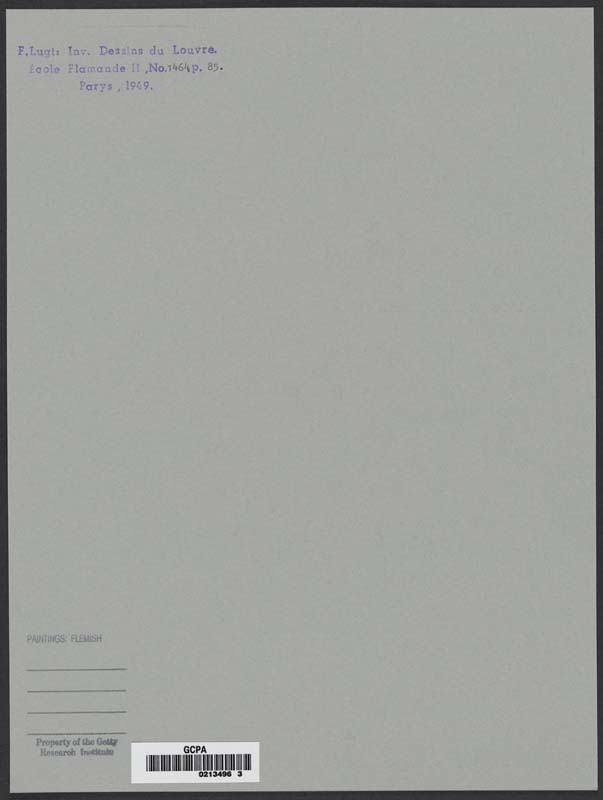 F.Lugt: Inv. Dessins du Louvre.
École Flamande II ,No.1464 p. 85.
Parys , 1949.
PAINTINGS: FLEMISH
Property of the Getty
Research Institute
GCPA
0213496 3